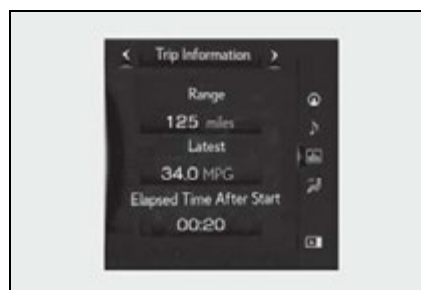 < Trip Information >
Range
125 miles
Latest
34.0 MPG
Elapsed Time After Start
00:20